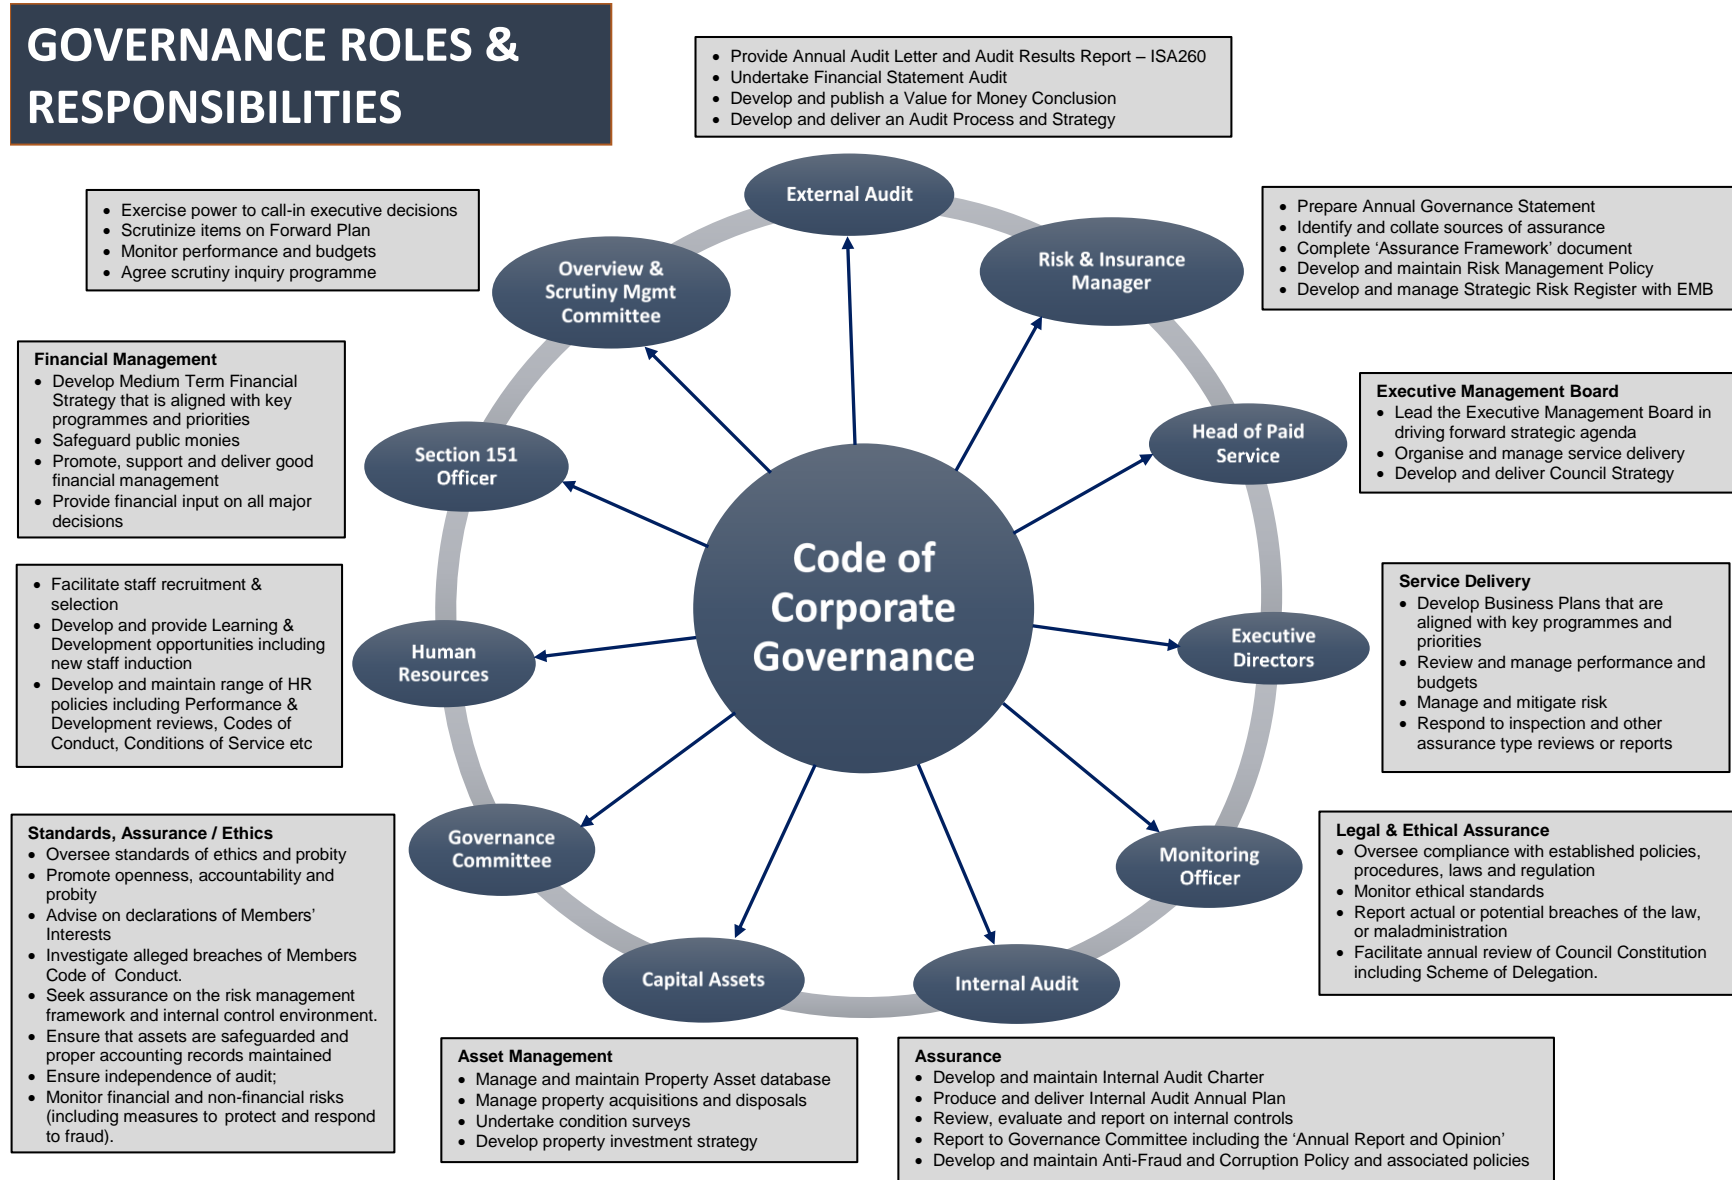 GOVERNANCE ROLES &
RESPONSIBILITIES
• Provide Annual Audit Letter and Audit Results Report – ISA260
• Undertake Financial Statement Audit
• Develop and publish a Value for Money Conclusion
• Develop and deliver an Audit Process and Strategy
External Audit
• Exercise power to call-in executive decisions
• Scrutinize items on Forward Plan
• Monitor performance and budgets
• Agree scrutiny inquiry programme
Overview &
Scrutiny Mgmt
Committee
Risk & Insurance
Manager
• Prepare Annual Governance Statement
• Identify and collate sources of assurance
• Complete ‘Assurance Framework’ document
• Develop and maintain Risk Management Policy
• Develop and manage Strategic Risk Register with EMB
Financial Management
• Develop Medium Term Financial
Strategy that is aligned with key
programmes and priorities
• Safeguard public monies
• Promote, support and deliver good
financial management
• Provide financial input on all major
decisions
Section 151
Officer
Head of Paid
Service
Executive Management Board
• Lead the Executive Management Board in
driving forward strategic agenda
• Organise and manage service delivery
• Develop and deliver Council Strategy
Code of
Corporate
Governance
• Facilitate staff recruitment &
selection
• Develop and provide Learning &
Development opportunities including
new staff induction
• Develop and maintain range of HR
policies including Performance &
Development reviews, Codes of
Conduct, Conditions of Service etc
Human
Resources
Executive
Directors
Service Delivery
• Develop Business Plans that are
aligned with key programmes and
priorities
• Review and manage performance and
budgets
• Manage and mitigate risk
• Respond to inspection and other
assurance type reviews or reports
Standards, Assurance / Ethics
• Oversee standards of ethics and probity
• Promote openness, accountability and
probity
• Advise on declarations of Members’
Interests
• Investigate alleged breaches of Members
Code of Conduct.
• Seek assurance on the risk management
framework and internal control environment.
• Ensure that assets are safeguarded and
proper accounting records maintained
• Ensure independence of audit;
• Monitor financial and non-financial risks
(including measures to protect and respond
to fraud).
Governance
Committee
Monitoring
Officer
Legal & Ethical Assurance
• Oversee compliance with established policies,
procedures, laws and regulation
• Monitor ethical standards
• Report actual or potential breaches of the law,
or maladministration
• Facilitate annual review of Council Constitution
including Scheme of Delegation.
Capital Assets
Internal Audit
Asset Management
• Manage and maintain Property Asset database
• Manage property acquisitions and disposals
• Undertake condition surveys
• Develop property investment strategy
Assurance
• Develop and maintain Internal Audit Charter
• Produce and deliver Internal Audit Annual Plan
• Review, evaluate and report on internal controls
• Report to Governance Committee including the ‘Annual Report and Opinion’
• Develop and maintain Anti-Fraud and Corruption Policy and associated policies